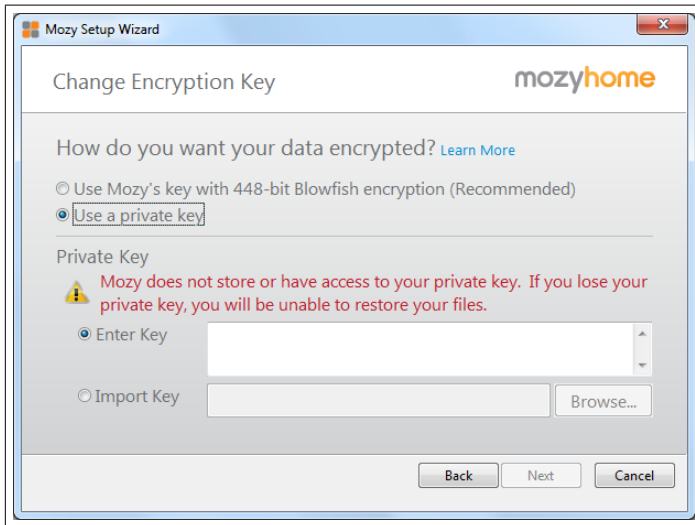 Mozy Setup Wizard
Change Encryption Key
mozyhome
How do you want your data encrypted? Learn More
Use Mozy's key with 448-bit Blowfish encryption (Recommended)
Use a private key
Private Key
Mozy does not store or have access to your private key. If you lose your
private key, you will be unable to restore your files.
Enter Key
Import Key
Browse...
Back
Next
Cancel